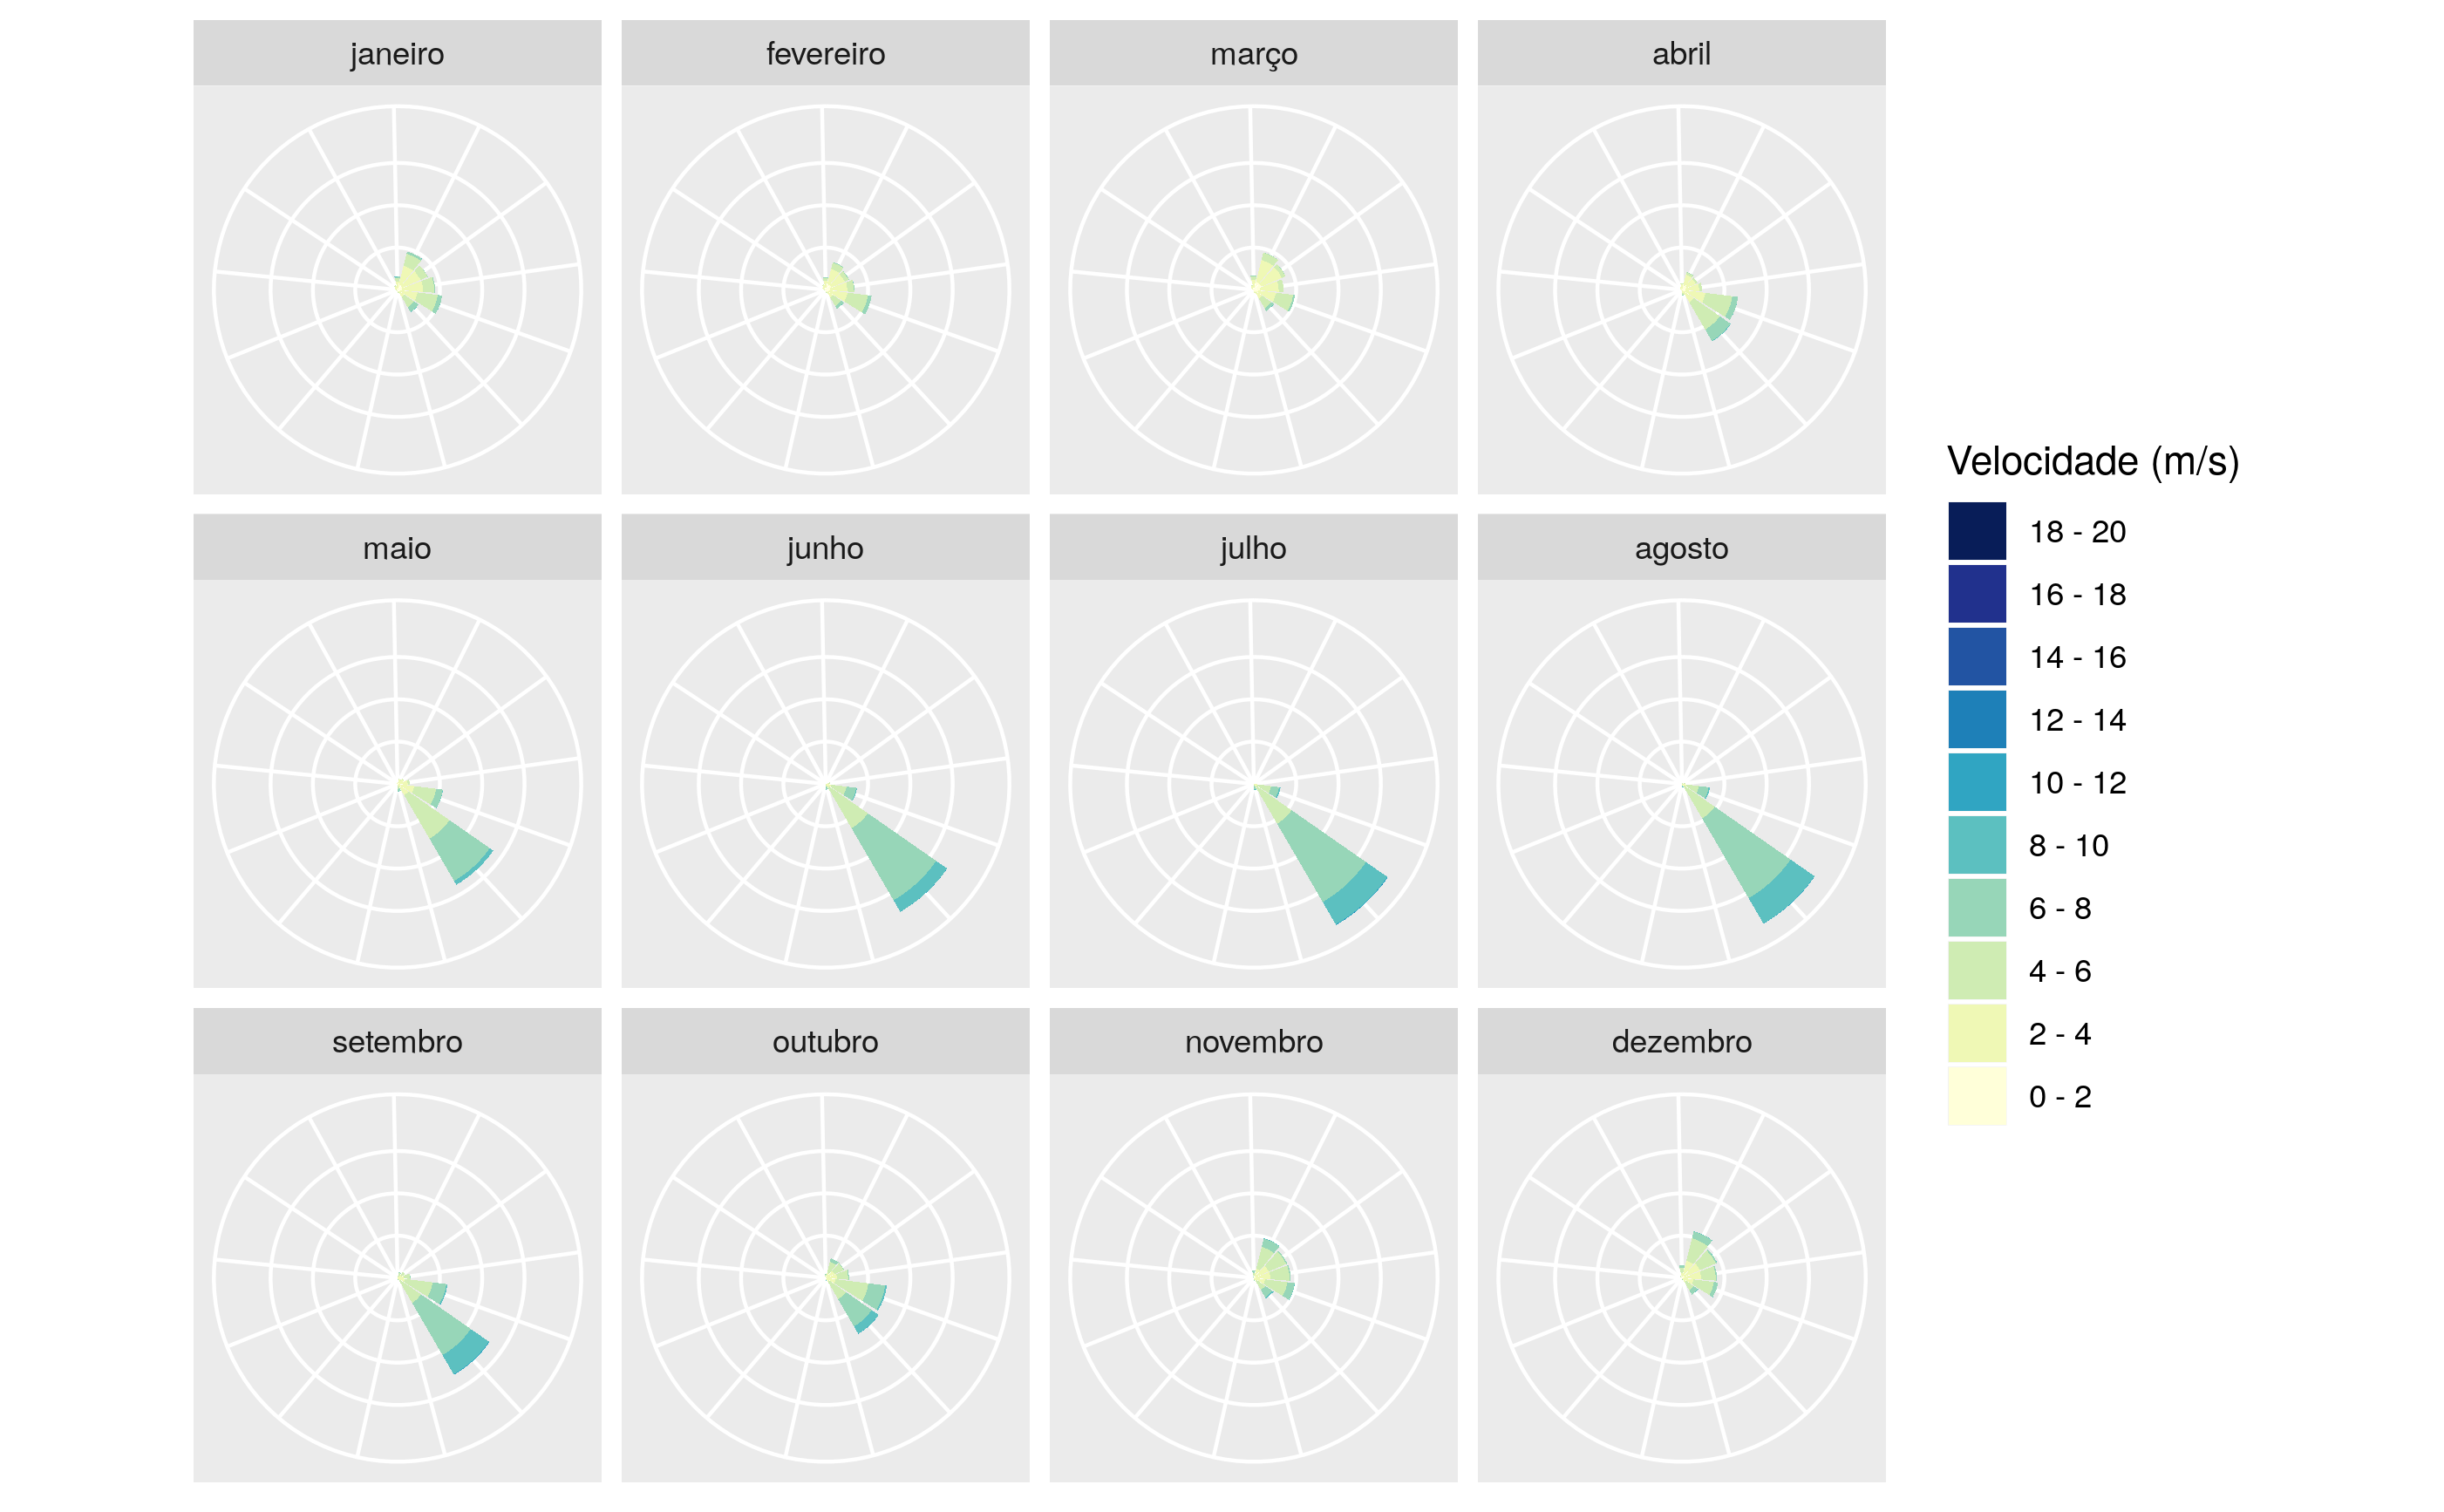 janeiro
fevereiro
março
abril
maio
junho
julho
agosto
setembro
outubro
novembro
dezembro
Velocidade (m/s)
18 - 20
16 - 18
14 - 16
12 - 14
10 - 12
8 - 10
6 - 8
4 - 6
2 - 4
0 - 2